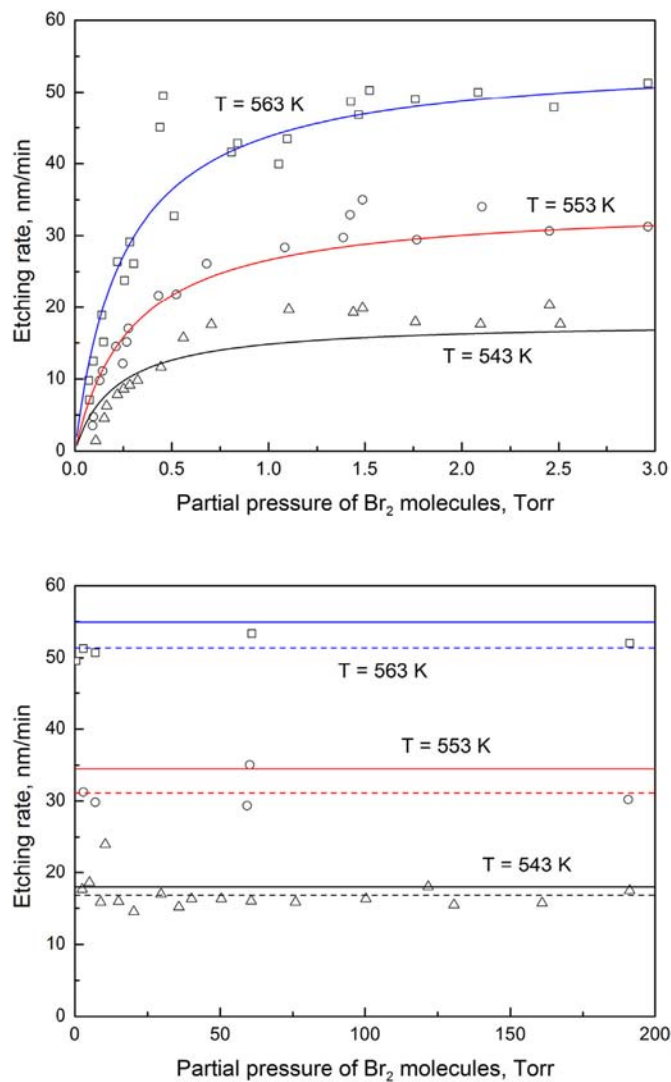 60
50
40
30
20
10
0
Etching rate, nm/min
T = 563 K
T = 553 K
T = 543 K
0.0 0.5 1.0 1.5 2.0 2.5 3.0
Partial pressure of Br₂ molecules, Torr
60
50
40
30
20
10
0
Etching rate, nm/min
T = 563 K
T = 553 K
T = 543 K
0 50 100 150 200
Partial pressure of Br₂ molecules, Torr